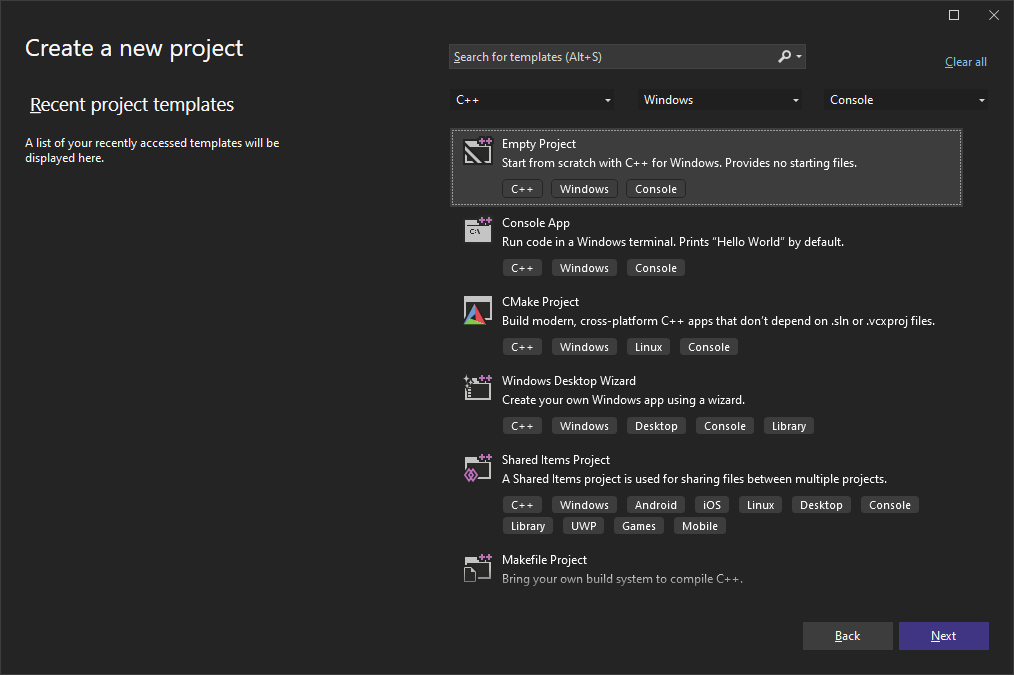 Create a new project
Search for templates (Alt+S)
Clear all
Recent project templates
A list of your recently accessed templates will be
displayed here.
C++ Windows Console
Empty Project
Start from scratch with C++ for Windows. Provides no starting files.
C++ Windows Console
Console App
C:\
Run code in a Windows terminal. Prints “Hello World” by default.
C++ Windows Console
CMake Project
Build modern, cross-platform C++ apps that don’t depend on .sln or .vcxproj files.
C++ Windows Linux Console
Windows Desktop Wizard
Create your own Windows app using a wizard.
C++ Windows Desktop Console Library
Shared Items Project
A Shared Items project is used for sharing files between multiple projects.
C++ Windows Android iOS Linux Desktop Console
Library UWP Games Mobile
Makefile Project
Bring your own build system to compile C++.
Back Next